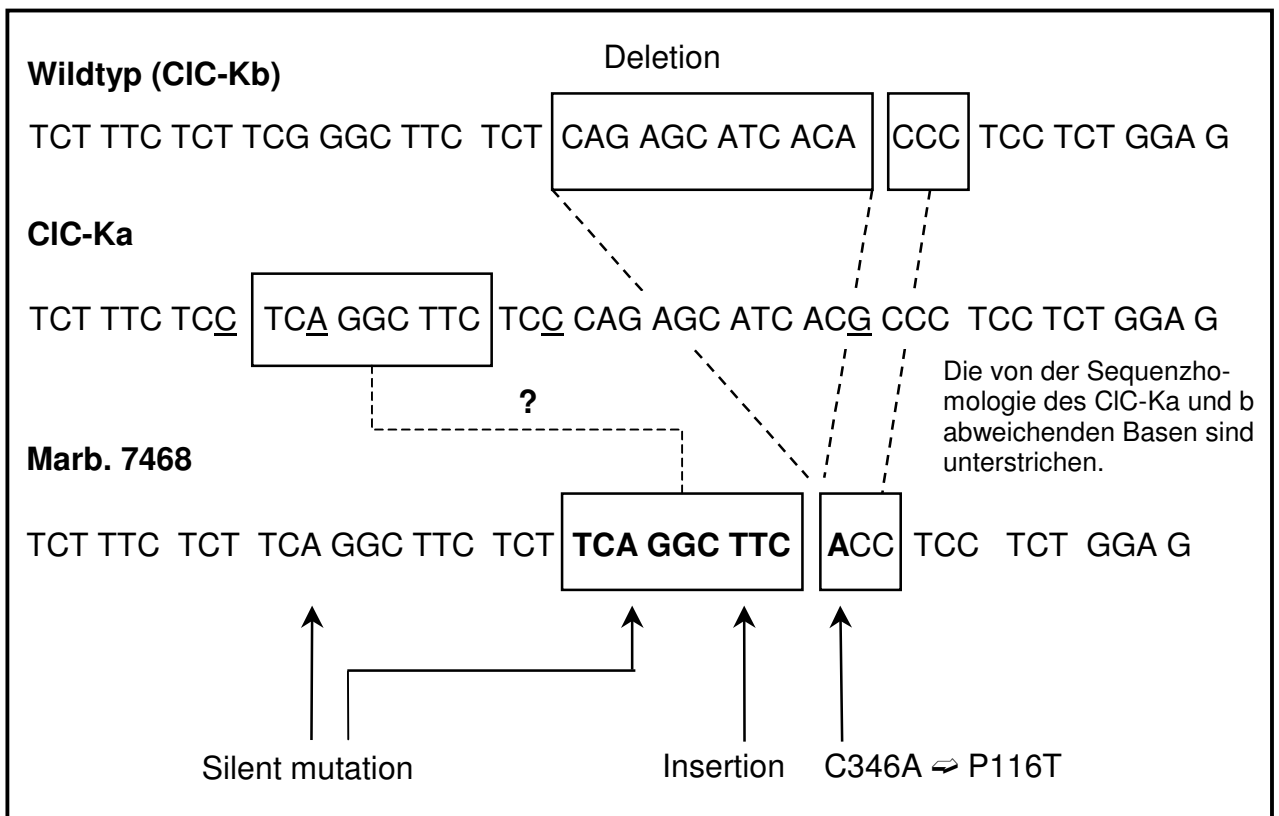 Deletion
Wildtyp (ClC-Kb)
TCT TTC TCT TCG GGC TTC TCT CAG AGC ATC ACA CCC TCC TCT GGA G
ClC-Ka
TCT TTC TCC TCA GGC TTC TCC CAG AGC ATC ACG CCC TCC TCT GGA G
Die von der Sequenzho-
mologie des ClC-Ka und b
abweichenden Basen sind
unterstrichen.
?
Marb. 7468
TCT TTC TCT TCA GGC TTC TCT TCA GGC TTC ACC TCC TCT GGA G
Silent mutation Insertion C346A ➫ P116T